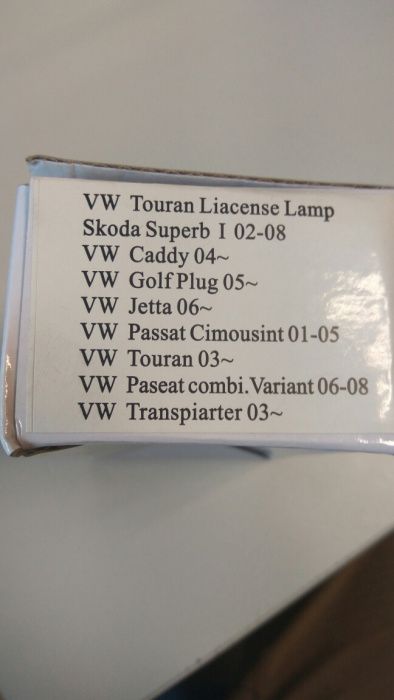 VW Touran Liacense Lamp
Skoda Superb I 02-08
VW Caddy 04~
VW Golf Plug 05~
VW Jetta 06~
VW Passat Cimousint 01-05
VW Touran 03~
VW Paseat combi.Variant 06-08
VW Transpiarter 03~